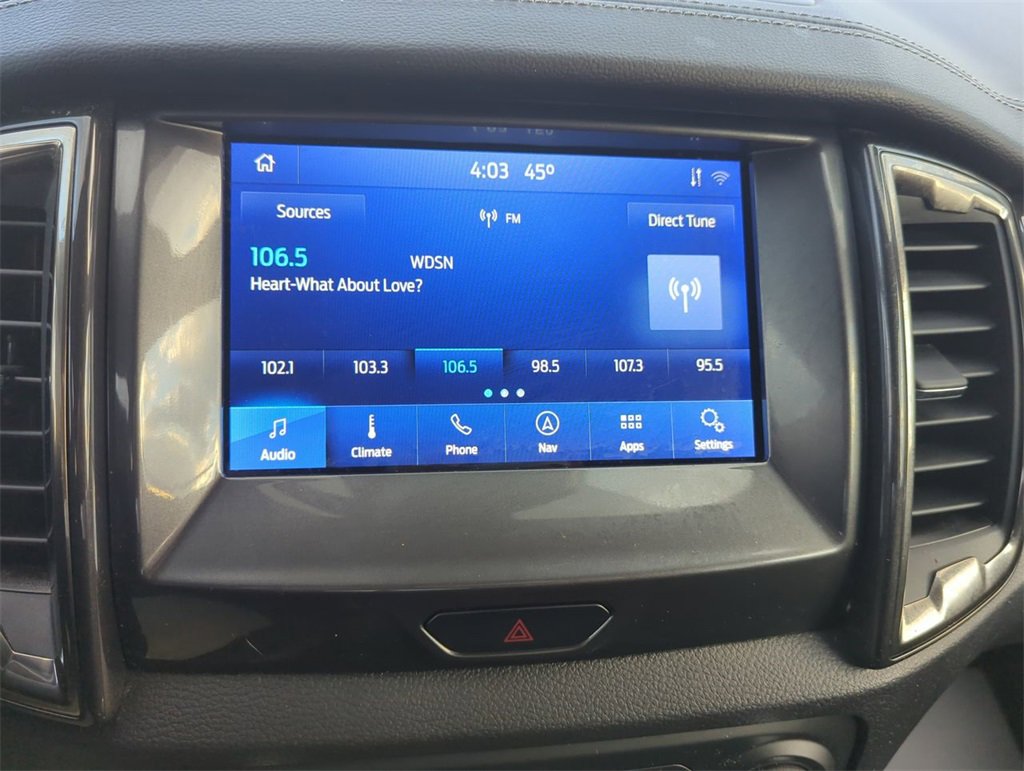 4:03 45°
Sources
FM
Direct Tune
106.5
WDSN
Heart-What About Love?
102.1 103.3 106.5 98.5 107.3 95.5
Audio Climate Phone Nav Apps Settings